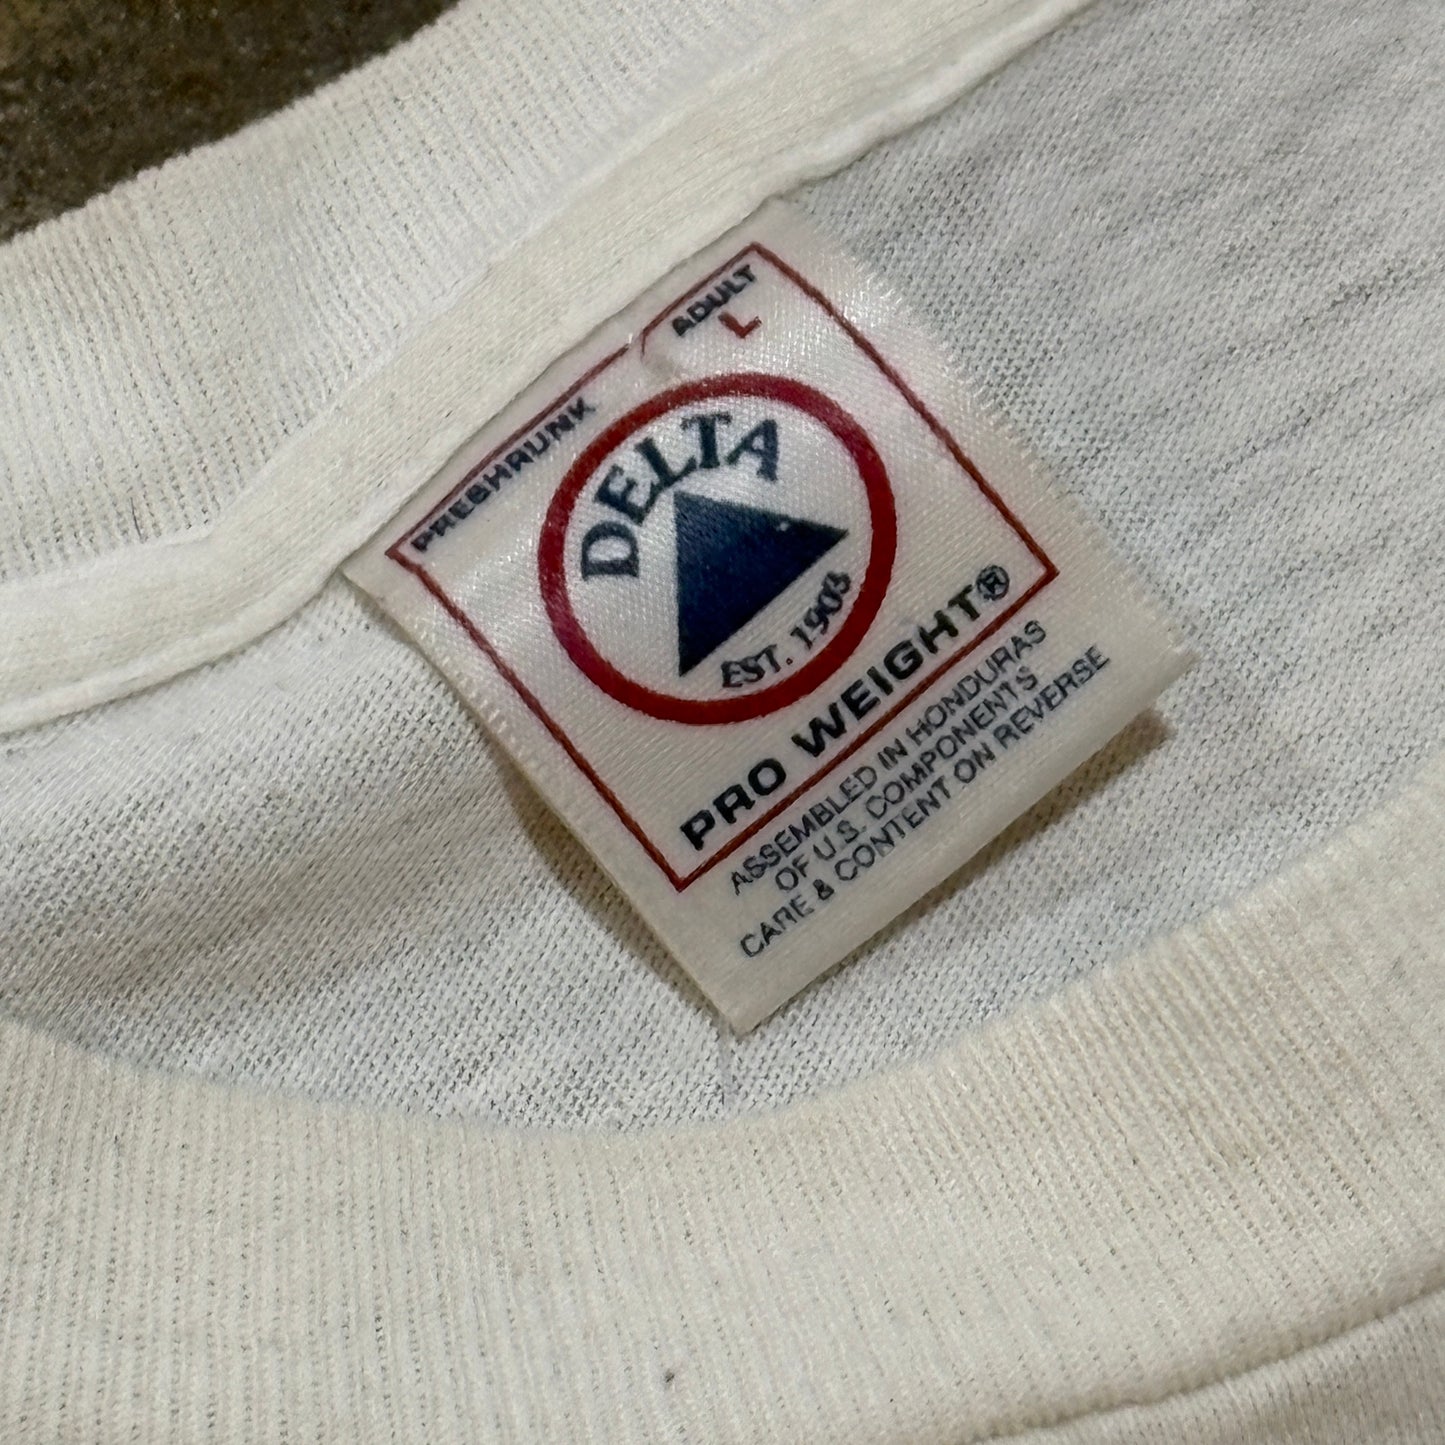 PRESHRUNK
ADULT
L
DELTA
EST. 1903
PRO WEIGHT®
ASSEMBLED IN HONDURAS
OF U.S. COMPONENTS
CARE & CONTENT ON REVERSE